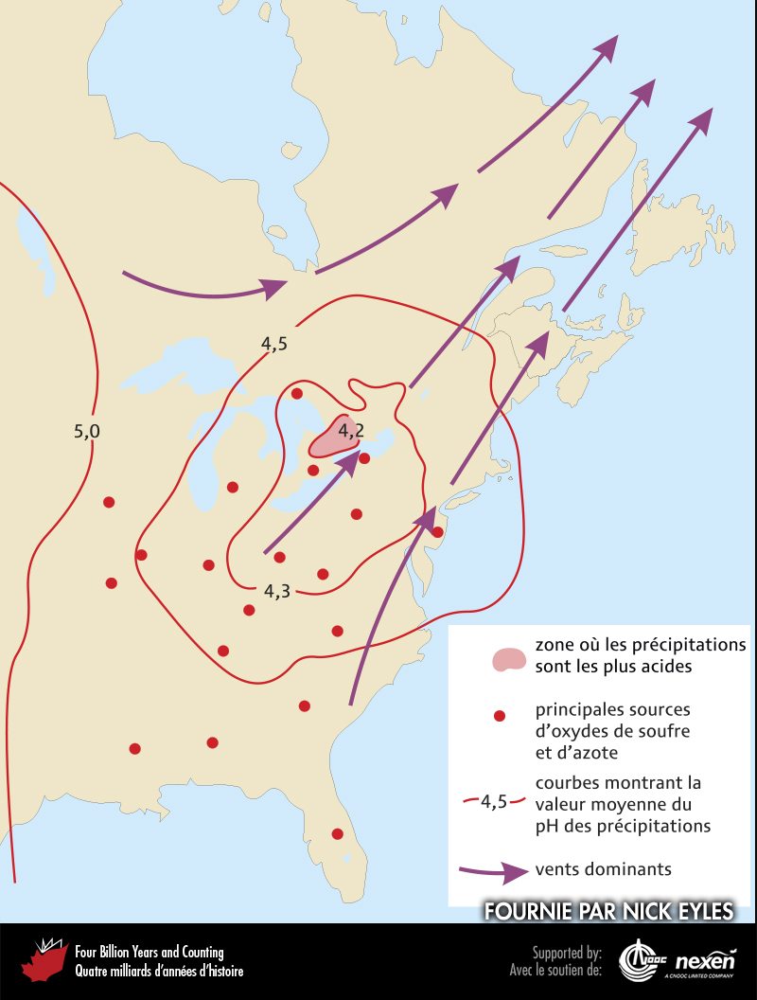 4,5
5,0
4,2
4,3
zone où les précipitations
sont les plus acides
principales sources
d'oxydes de soufre
et d'azote
4,5
courbes montrant la
valeur moyenne du
pH des précipitations
vents dominants
FOURNIE PAR NICK EYLES
Four Billion Years and Counting
Quatre milliards d'années d'histoire
Supported by:
Avec le soutien de:
cnooc
nexen
A CNOOC LIMITED COMPANY